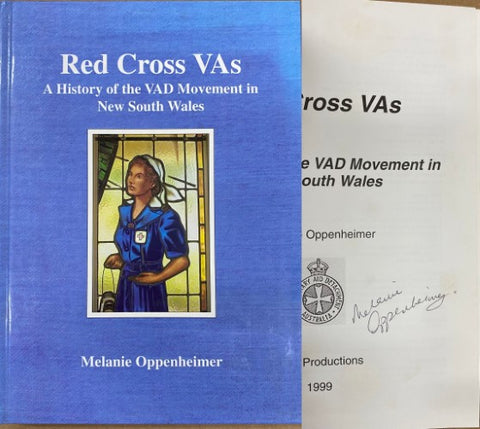 Red Cross VAs
A History of the VAD Movement in
New South Wales
Melanie Oppenheimer
Cross VAs
VAD Movement in
South Wales
Oppenheimer
AUSTRALIA
Melanie
Oppenheimer
Productions
1999